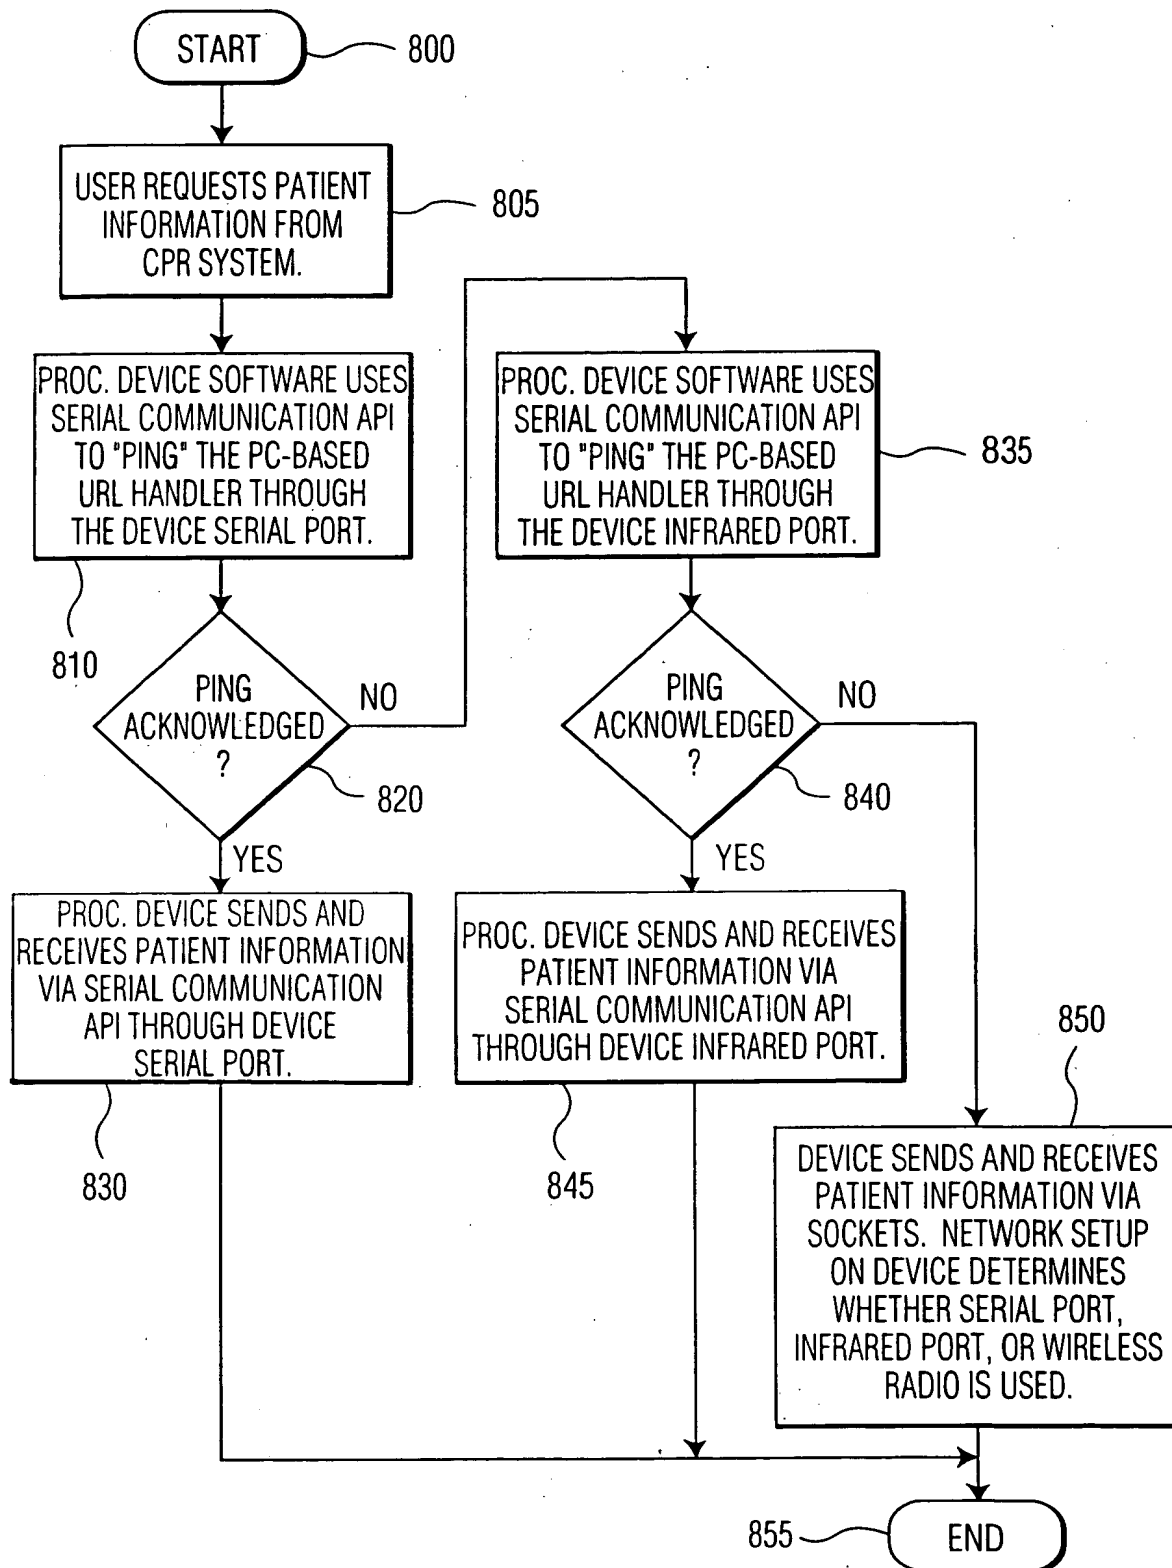 START
800
USER REQUESTS PATIENT
INFORMATION FROM
CPR SYSTEM.
805
PROC. DEVICE SOFTWARE USES
SERIAL COMMUNICATION API
TO "PING" THE PC-BASED
URL HANDLER THROUGH
THE DEVICE SERIAL PORT.
810
PING
ACKNOWLEDGED
?
NO
820
YES
PROC. DEVICE SENDS AND
RECEIVES PATIENT INFORMATION
VIA SERIAL COMMUNICATION
API THROUGH DEVICE
SERIAL PORT.
830
PROC. DEVICE SOFTWARE USES
SERIAL COMMUNICATION API
TO "PING" THE PC-BASED
URL HANDLER THROUGH
THE DEVICE INFRARED PORT.
835
PING
ACKNOWLEDGED
?
NO
840
YES
PROC. DEVICE SENDS AND RECEIVES
PATIENT INFORMATION VIA
SERIAL COMMUNICATION API
THROUGH DEVICE INFRARED PORT.
845
850
DEVICE SENDS AND RECEIVES
PATIENT INFORMATION VIA
SOCKETS. NETWORK SETUP
ON DEVICE DETERMINES
WHETHER SERIAL PORT,
INFRARED PORT, OR WIRELESS
RADIO IS USED.
855
END